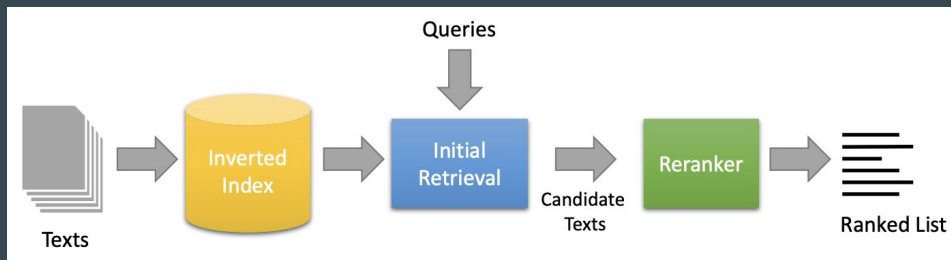 Queries
Texts
Inverted
Index
Initial
Retrieval
Candidate
Texts
Reranker
Ranked List